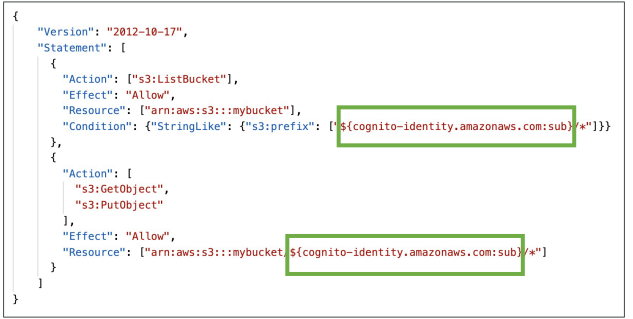 {
"Version": "2012-10-17",
"Statement": [
{
"Action": ["s3:ListBucket"],
"Effect": "Allow",
"Resource": ["arn:aws:s3:::mybucket"],
"Condition": {"StringLike": {"s3:prefix": ["${cognito-identity.amazonaws.com:sub}/*"]}}
},
{
"Action": [
"s3:GetObject",
"s3:PutObject"
],
"Effect": "Allow",
"Resource": ["arn:aws:s3:::mybucket/${cognito-identity.amazonaws.com:sub}/*"]
}
]
}